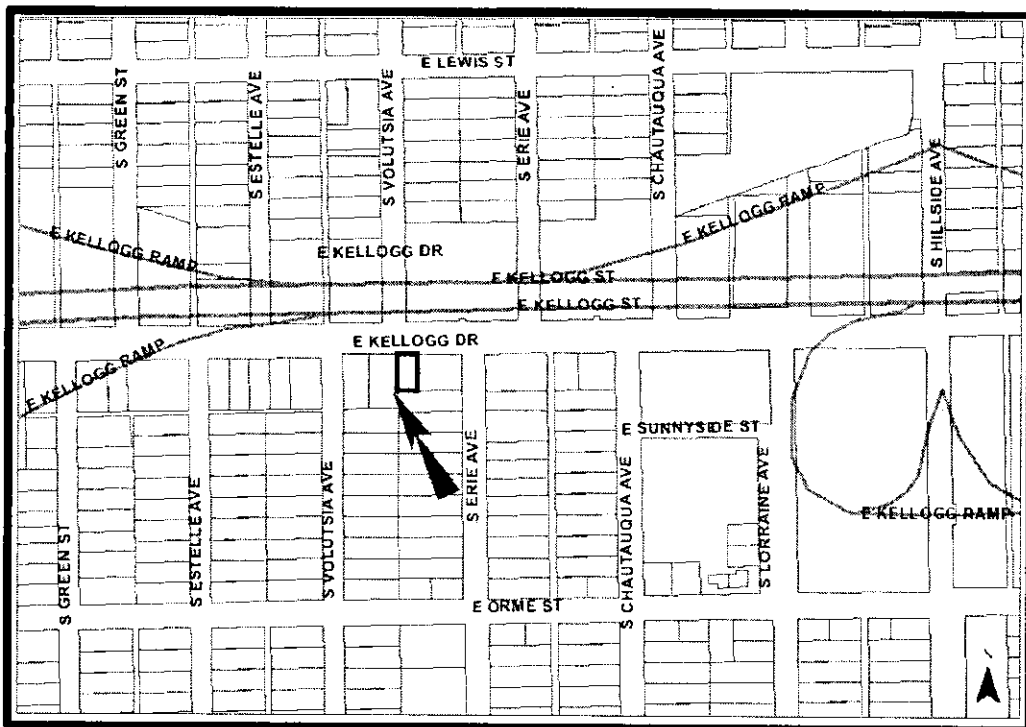 E LEWIS ST
S GREEN ST
S ESTELLE AVE
S VOLUTSIA AVE
S ERIE AVE
S CHAUTAUQUA AVE
S HILLSIDE AVE
E KELLOGG RAMP
E KELLOGG DR
E KELLOGG RAMP
E KELLOGG ST
E KELLOGG ST
E KELLOGG RAMP
E KELLOGG DR
E SUNNYSIDE ST
S GREEN ST
S ESTELLE AVE
S VOLUTSIA AVE
S ERIE AVE
S CHAUTAUQUA AVE
S LORRAINE AVE
E KELLOGG RAMP
E ORME ST